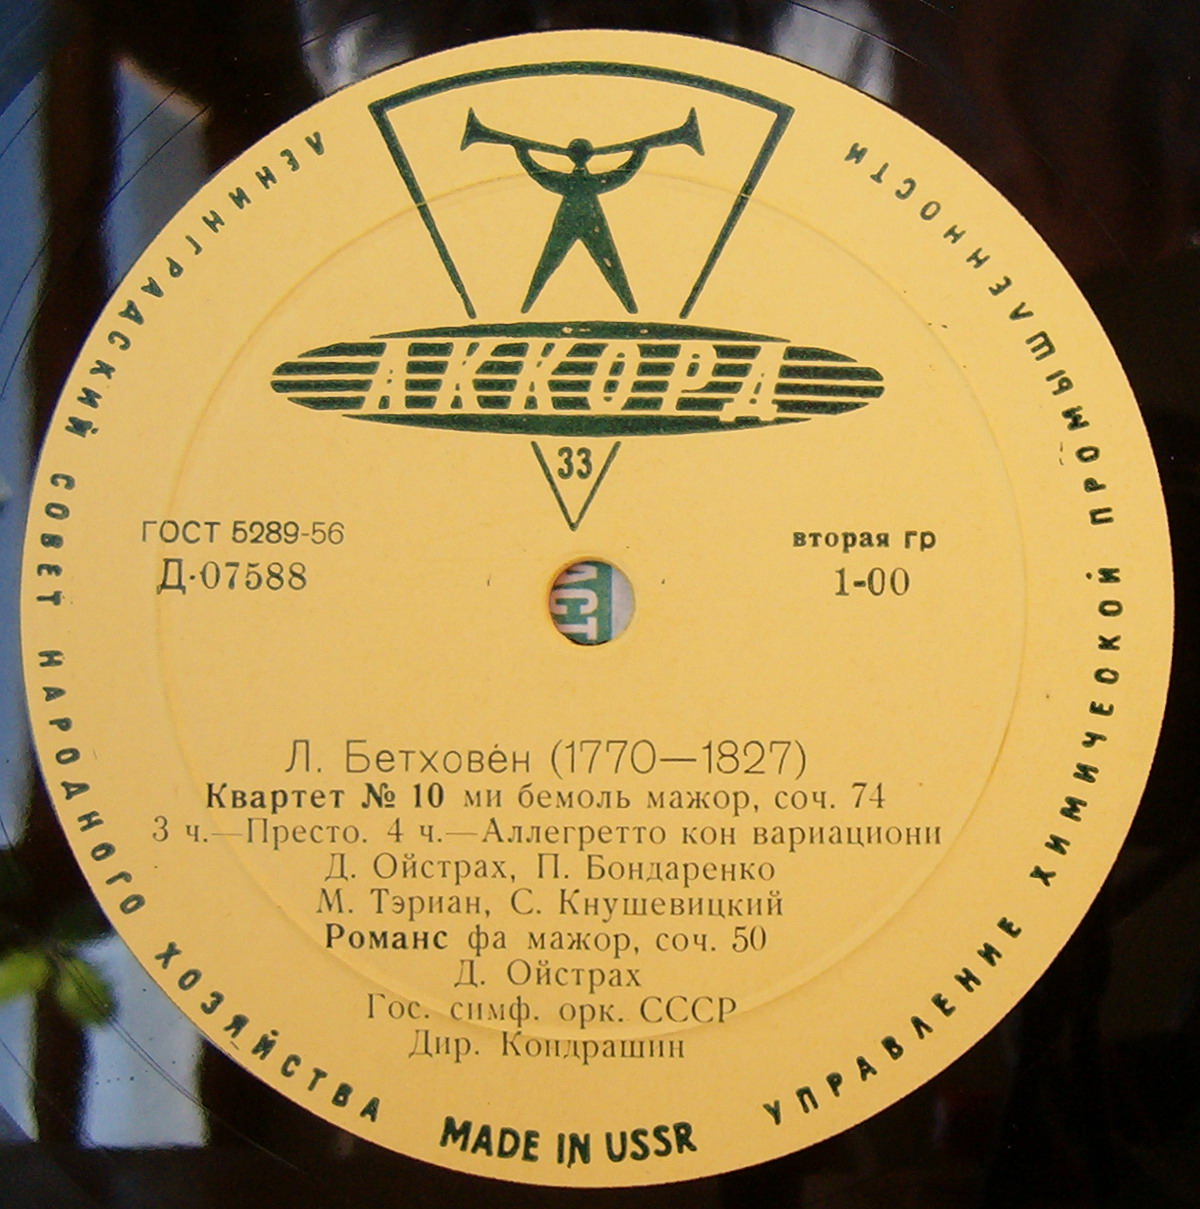 ЛЕНИНГРАДСКИЙ СОВЕТ НАРОДНОГО ХОЗЯЙСТВА
УПРАВЛЕНИЕ ХИМИЧЕСКОЙ ПРОМЫШЛЕННОСТИ
АККОРД
33
ГОСТ 5289-56
вторая гр
Д-07588
1-00
АСТ
Л. Бетховéн (1770—1827)
Квартет № 10 ми бемоль мажор, соч. 74
3 ч.—Престо. 4 ч.—Аллегретто кон вариациони
Д. Ойстрах, П. Бондаренко
М. Тэриан, С. Кнушевицкий
Романс фа мажор, соч. 50
Д. Ойстрах
Гос. симф. орк. СССР
Дир. Кондрашин
MADE IN USSR